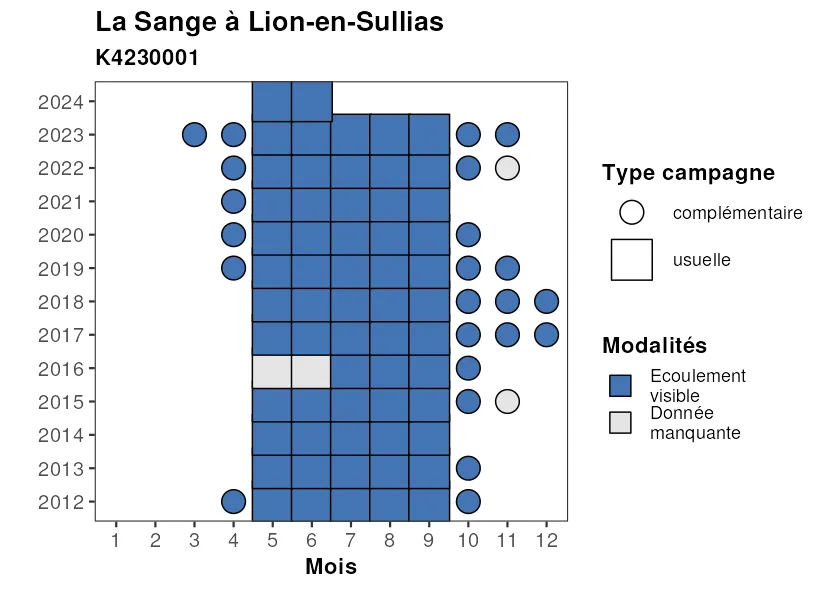 La Sange à Lion-en-Sullias
K4230001
2024
2023
2022
2021
2020
2019
2018
2017
2016
2015
2014
2013
2012
1 2 3 4 5 6 7 8 9 10 11 12
Mois
Type campagne
complémentaire
usuelle
Modalités
Ecoulement
visible
Donnée
manquante